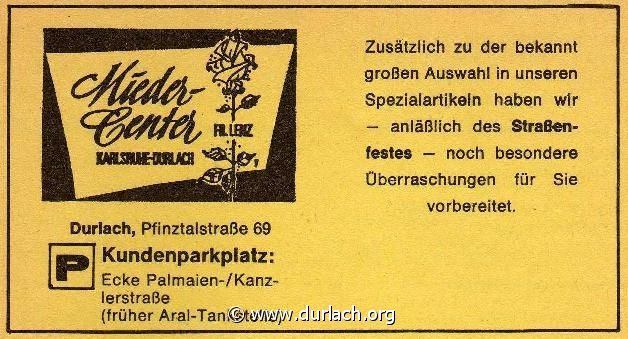 Mieder-
Center
FR. LERZ
KARLSRUHE-DURLACH
Durlach, Pfinztalstraße 69
P
Kundenparkplatz:
Ecke Palmaien-/Kanz-
lerstraße
(früher Aral-Tankstelle)
© www.durlach.org
Zusätzlich zu der bekannt
großen Auswahl in unseren
Spezialartikeln haben wir
— anläßlich des Straßen-
festes — noch besondere
Überraschungen für Sie
vorbereitet.